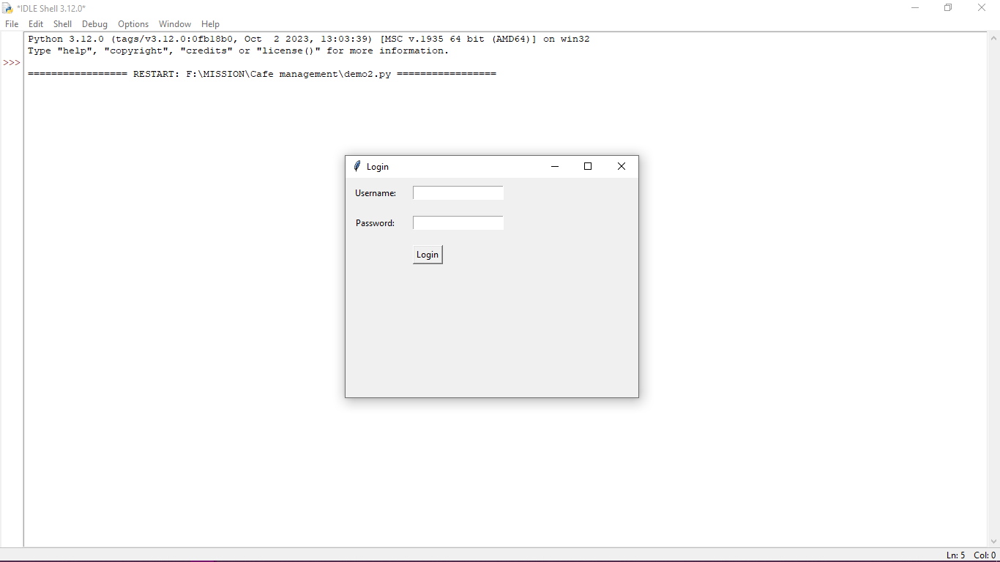 *IDLE Shell 3.12.0*
File Edit Shell Debug Options Window Help
Python 3.12.0 (tags/v3.12.0:0fb18b0, Oct  2 2023, 13:03:39) [MSC v.1935 64 bit (AMD64)] on win32
Type "help", "copyright", "credits" or "license()" for more information.
>>>
================= RESTART: F:\MISSION\Cafe management\demo2.py =================
Login
Username:
Password:
Login
Ln: 5 Col: 0